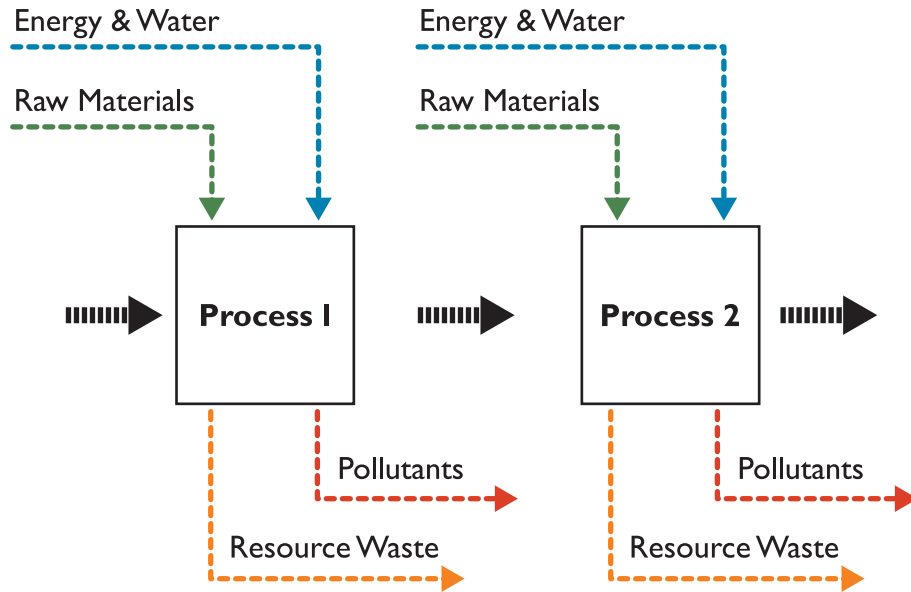 Energy & Water
Energy & Water
Raw Materials
Raw Materials
Process 1
Process 2
Pollutants
Pollutants
Resource Waste
Resource Waste